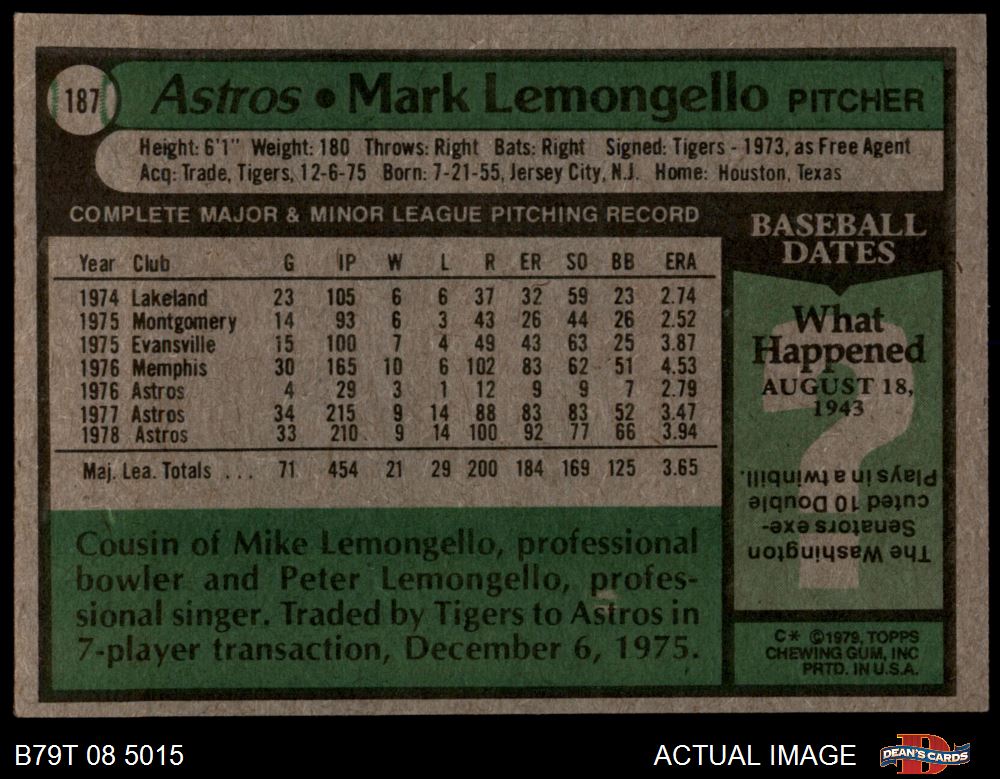 187 Astros • Mark Lemongello PITCHER
Height: 6'1" Weight: 180 Throws: Right Bats: Right Signed: Tigers - 1973, as Free Agent
Acq: Trade, Tigers, 12-6-75 Born: 7-21-55, Jersey City, N.J. Home: Houston, Texas
COMPLETE MAJOR & MINOR LEAGUE PITCHING RECORD
Year Club G IP W L R ER SO BB ERA
1974 Lakeland 23 105 6 6 37 32 59 23 2.74
1975 Montgomery 14 93 6 3 43 26 44 26 2.52
1975 Evansville 15 100 7 4 49 43 63 25 3.87
1976 Memphis 30 165 10 6 102 83 62 51 4.53
1976 Astros 4 29 3 1 12 9 9 7 2.79
1977 Astros 34 215 9 14 88 83 83 52 3.47
1978 Astros 33 210 9 14 100 92 77 66 3.94
Maj. Lea. Totals . . . 71 454 21 29 200 184 169 125 3.65
Cousin of Mike Lemongello, professional
bowler and Peter Lemongello, profes-
sional singer. Traded by Tigers to Astros in
7-player transaction, December 6, 1975.
BASEBALL
DATES
What
Happened
AUGUST 18,
1943
?
The Washington
Senators exe-
cuted 10 Double
Plays in a twinbill.
C* ©1979, TOPPS
CHEWING GUM, INC
PRTD. IN U.S.A.
B79T 08 5015
ACTUAL IMAGE
DEAN'S CARDS